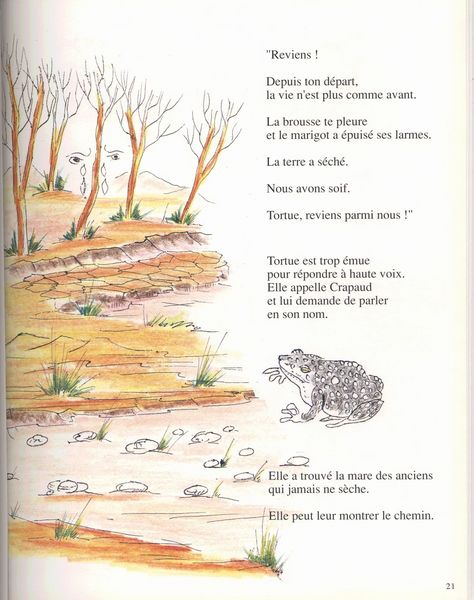 "Reviens !
Depuis ton départ,
la vie n'est plus comme avant.
La brousse te pleure
et le marigot a épuisé ses larmes.
La terre a séché.
Nous avons soif.
Tortue, reviens parmi nous !"
Tortue est trop émue
pour répondre à haute voix.
Elle appelle Crapaud
et lui demande de parler
en son nom.
Elle a trouvé la mare des anciens
qui jamais ne sèche.
Elle peut leur montrer le chemin.
21